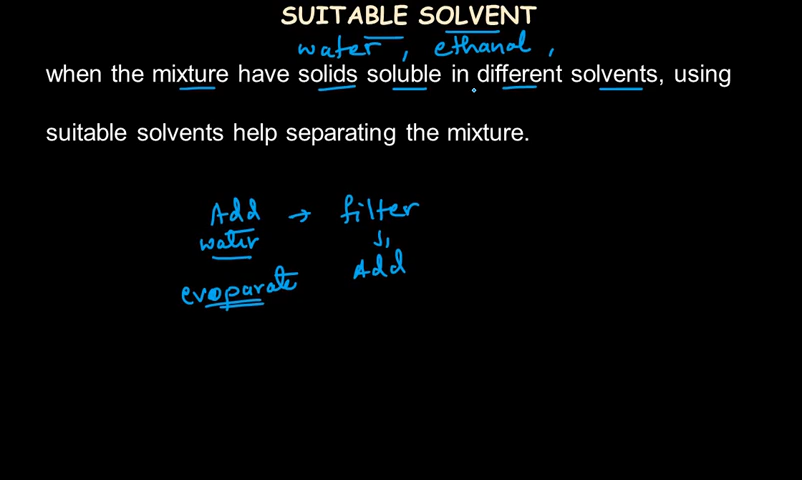 SUITABLE SOLVENT
water, ethanol,
when the mixture have solids soluble in different solvents, using
suitable solvents help separating the mixture.
Add → filter
water ↓
Add
evaparate